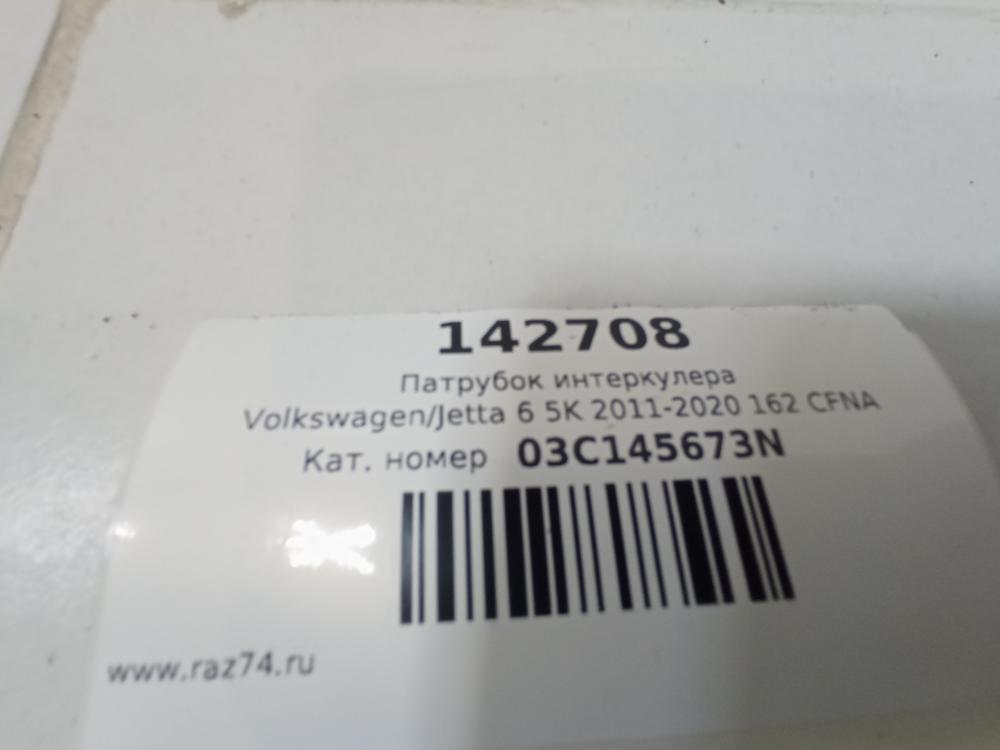 142708
Патрубок интеркулера
Volkswagen/Jetta 6 5K 2011-2020 162 CFNA
Кат. номер 03C145673N
www.raz74.ru